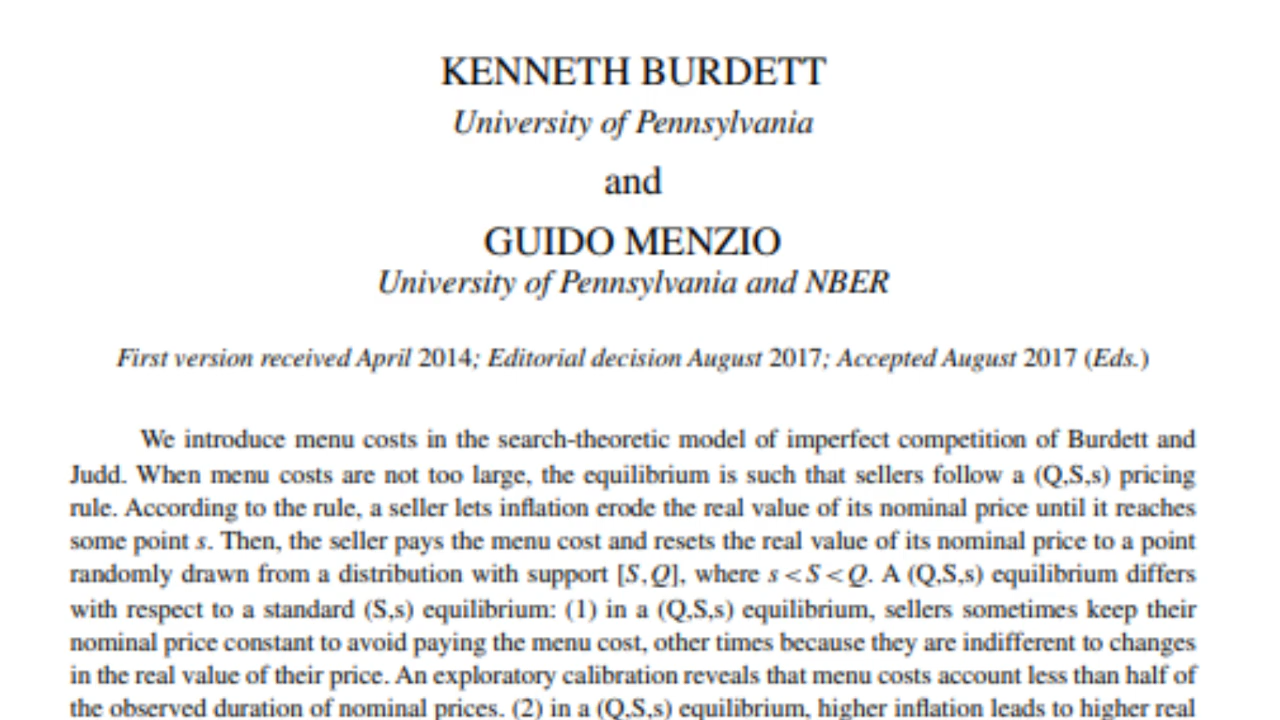 KENNETH BURDETT
University of Pennsylvania
and
GUIDO MENZIO
University of Pennsylvania and NBER
First version received April 2014; Editorial decision August 2017; Accepted August 2017 (Eds.)
We introduce menu costs in the search-theoretic model of imperfect competition of Burdett and
Judd. When menu costs are not too large, the equilibrium is such that sellers follow a (Q,S,s) pricing
rule. According to the rule, a seller lets inflation erode the real value of its nominal price until it reaches
some point s. Then, the seller pays the menu cost and resets the real value of its nominal price to a point
randomly drawn from a distribution with support [S,Q], where s<S<Q. A (Q,S,s) equilibrium differs
with respect to a standard (S,s) equilibrium: (1) in a (Q,S,s) equilibrium, sellers sometimes keep their
nominal price constant to avoid paying the menu cost, other times because they are indifferent to changes
in the real value of their price. An exploratory calibration reveals that menu costs account less than half of
the observed duration of nominal prices. (2) in a (Q,S,s) equilibrium, higher inflation leads to higher real